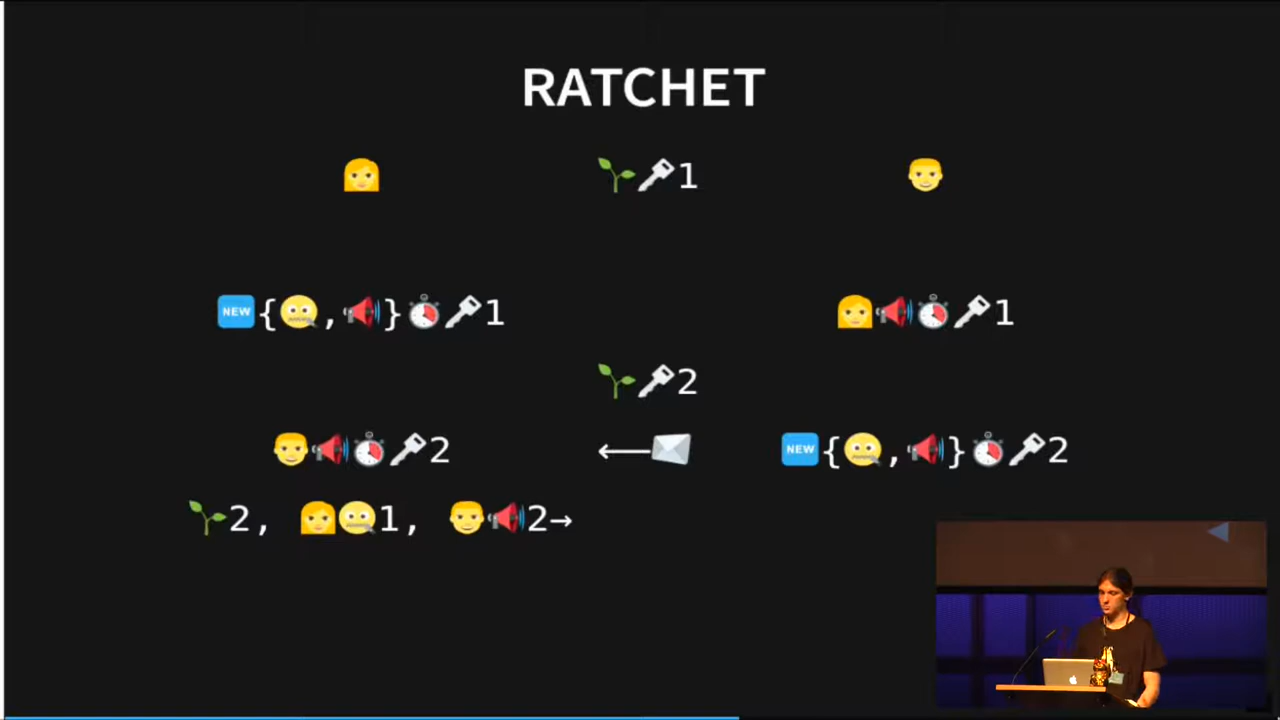 RATCHET
🌱🔑1
🆕{🤐,📢}⏱🔑1 👩📢⏱🔑1
🌱🔑2
👨📢⏱🔑2 ⟵✉ 🆕{🤐,📢}⏱🔑2
🌱2, 👩🤐1, 👨📢2→